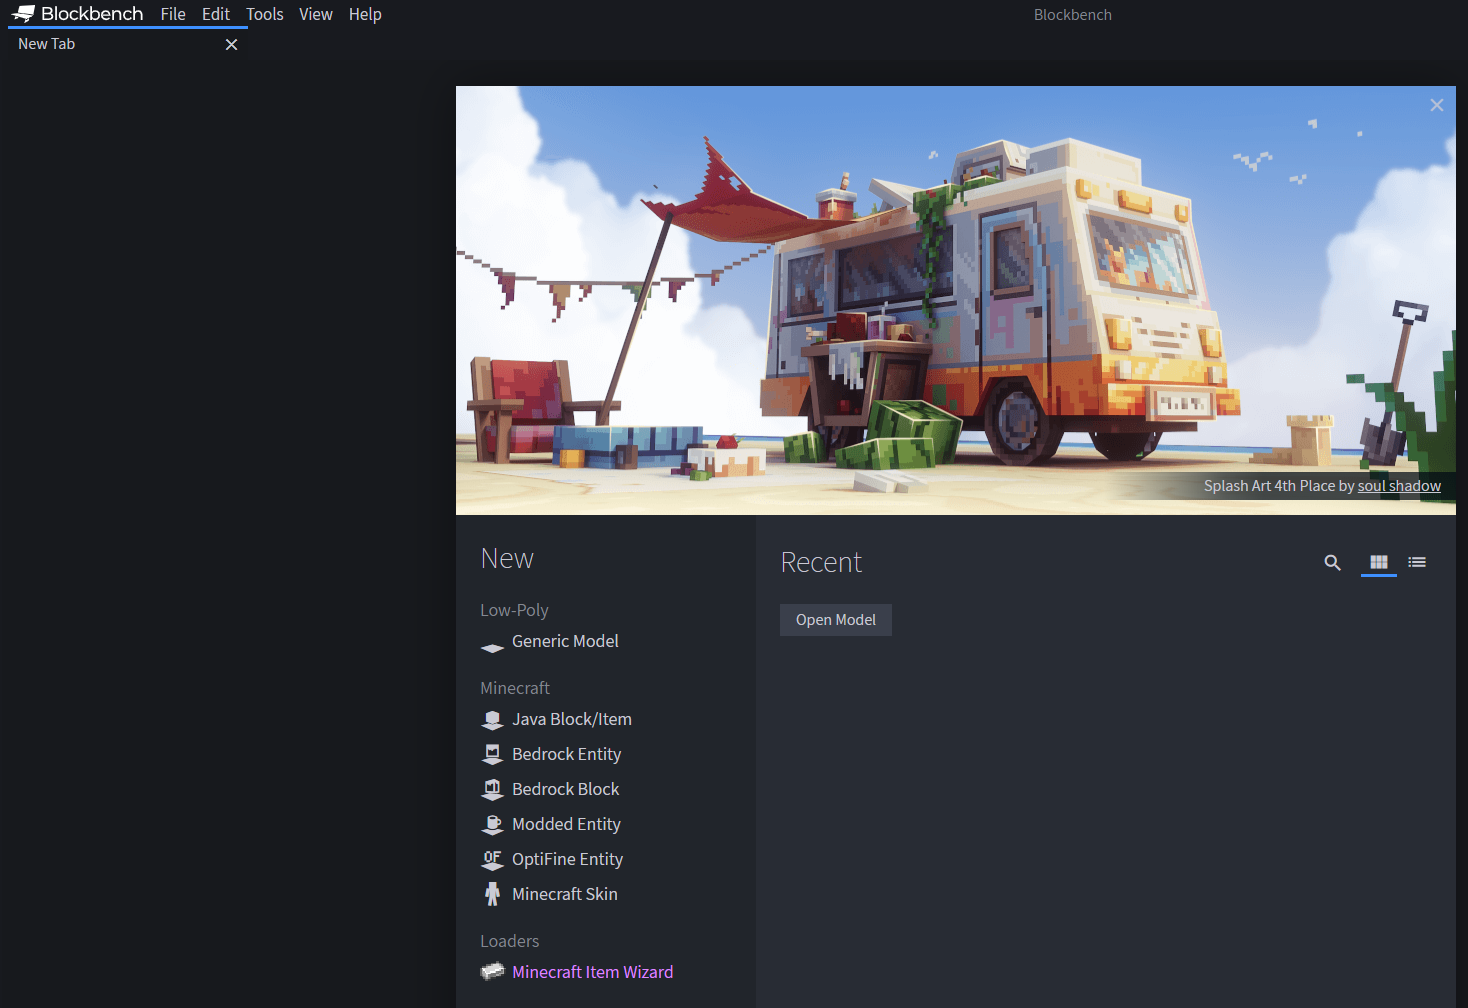 Blockbench File Edit Tools View Help Blockbench
New Tab
Splash Art 4th Place by soul shadow
New
Low-Poly
Generic Model
Minecraft
Java Block/Item
Bedrock Entity
Bedrock Block
Modded Entity
OF OptiFine Entity
Minecraft Skin
Loaders
Minecraft Item Wizard
Recent
Open Model